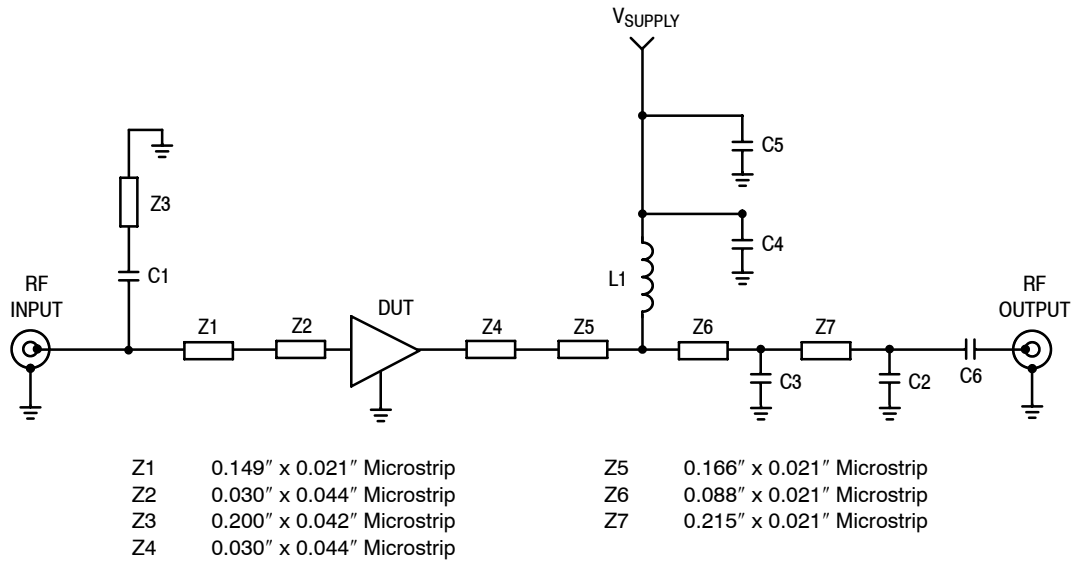 VSUPPLY
C5
Z3
C4
C1
L1
RF
INPUT
DUT
RF
OUTPUT
Z1
Z2
Z4
Z5
Z6
Z7
C3
C2
C6
Z1 0.149″ x 0.021″ Microstrip
Z2 0.030″ x 0.044″ Microstrip
Z3 0.200″ x 0.042″ Microstrip
Z4 0.030″ x 0.044″ Microstrip
Z5 0.166″ x 0.021″ Microstrip
Z6 0.088″ x 0.021″ Microstrip
Z7 0.215″ x 0.021″ Microstrip